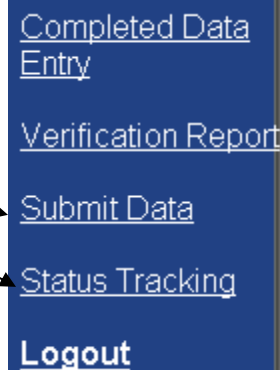 Completed Data
Entry
Verification Report
Submit Data
Status Tracking
Logout